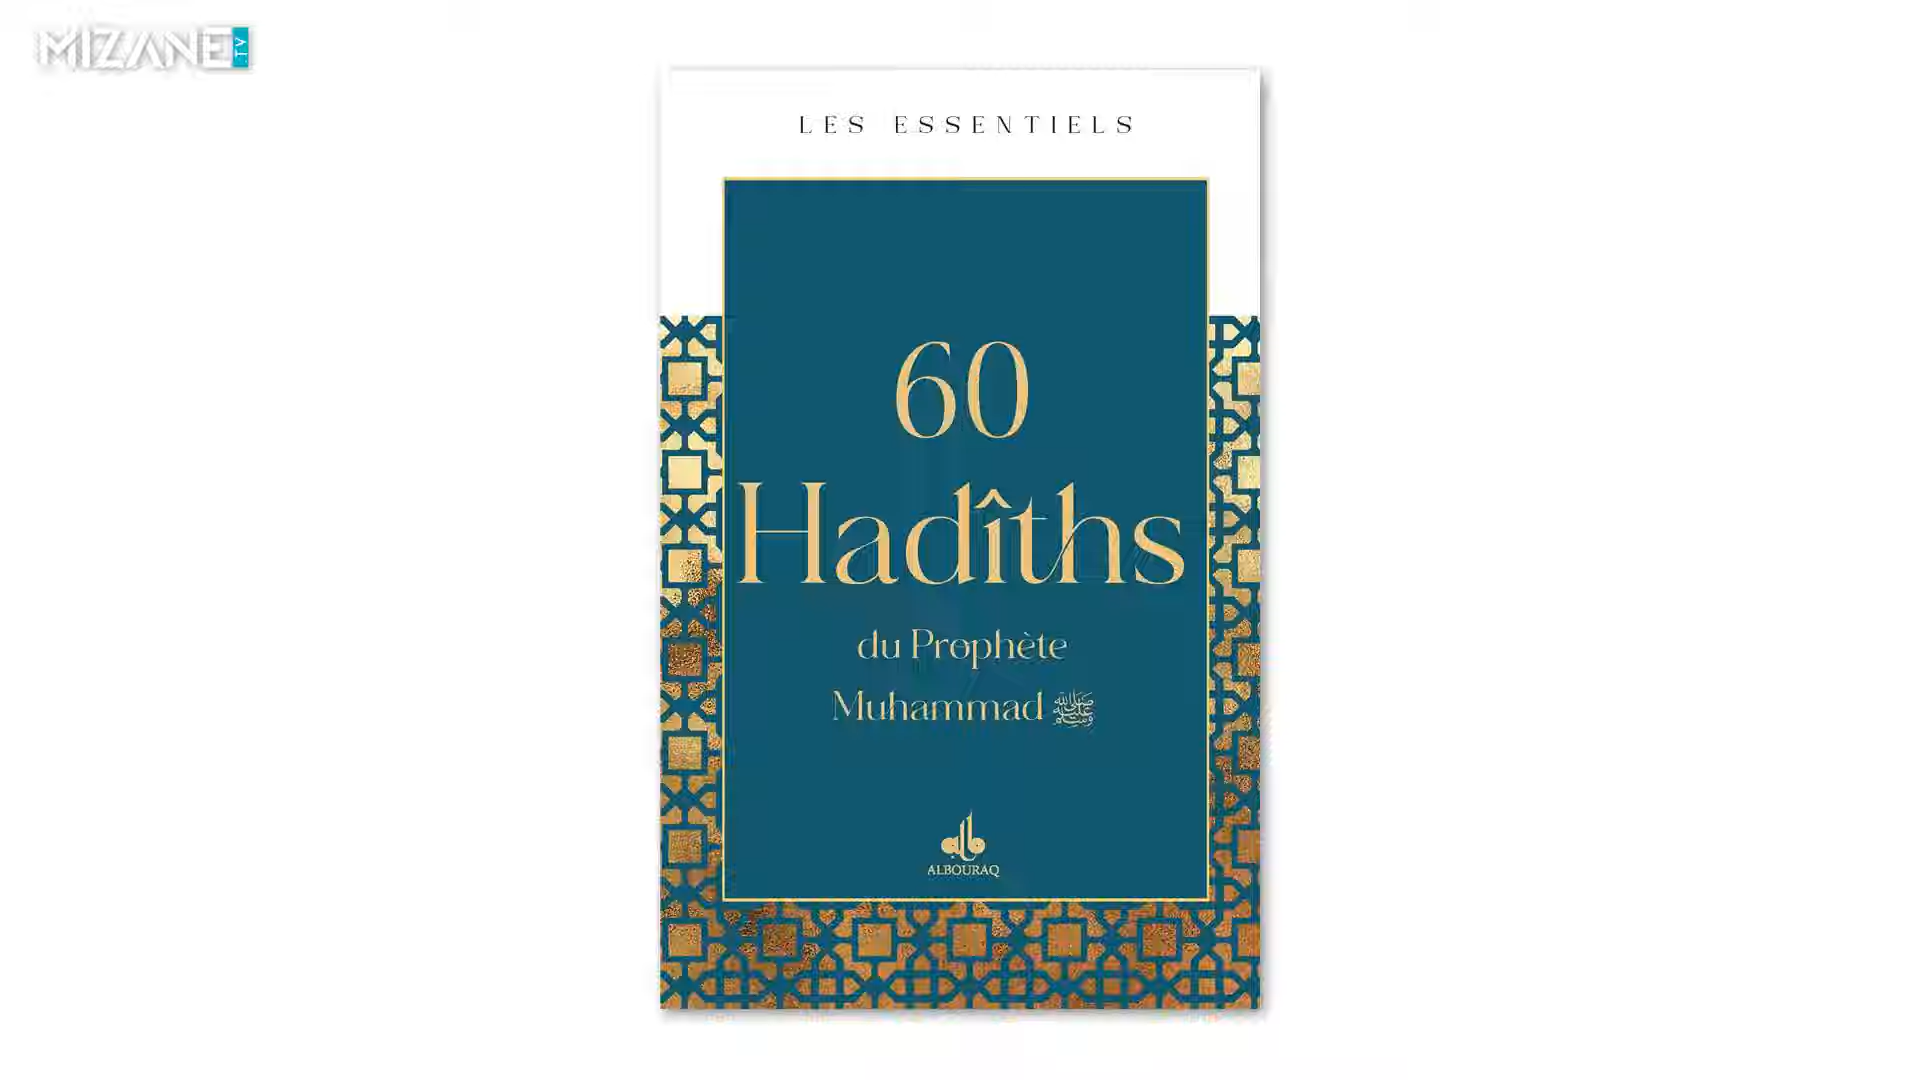 MIZANE.TV
LES ESSENTIELS
60
Hadîths
du Prophète
Muhammad ﷺ
ALBOURAQ